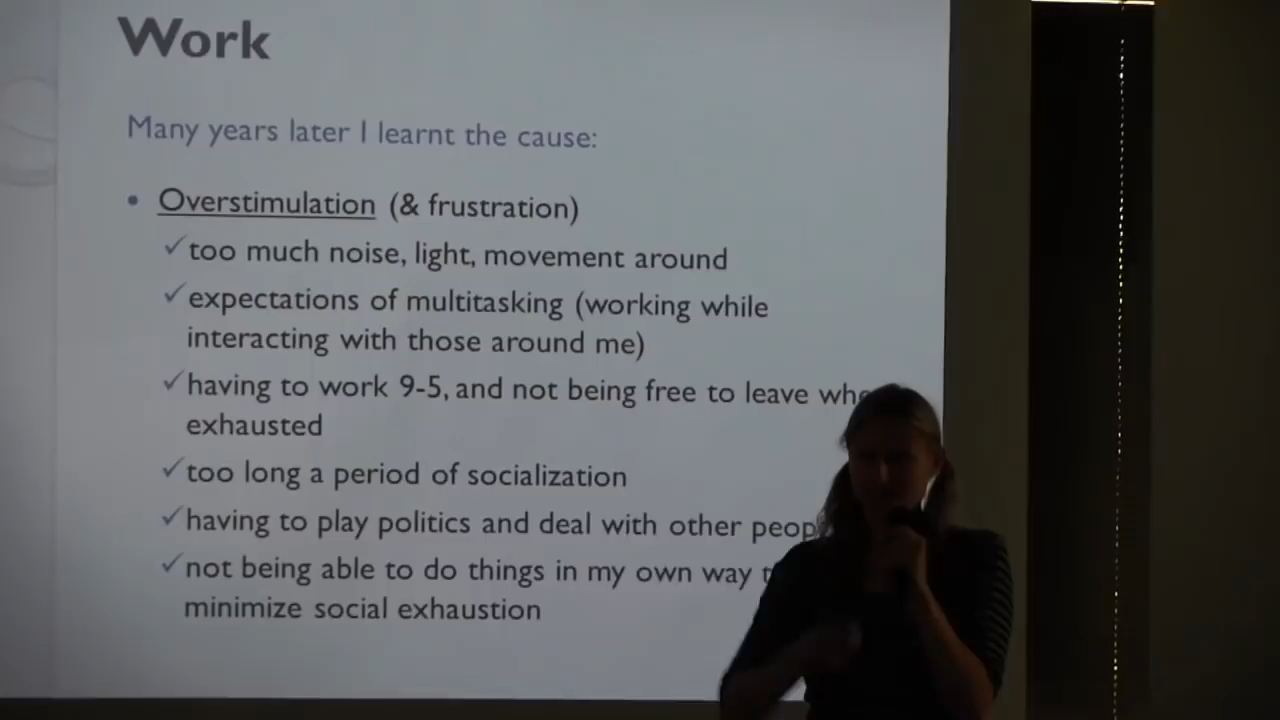 Work
Many years later I learnt the cause:
• Overstimulation (& frustration)
✓ too much noise, light, movement around
✓ expectations of multitasking (working while
interacting with those around me)
✓ having to work 9-5, and not being free to leave
exhausted
✓ too long a period of socialization
✓ having to play politics and deal with other
✓ not being able to do things in my own way
minimize social exhaustion